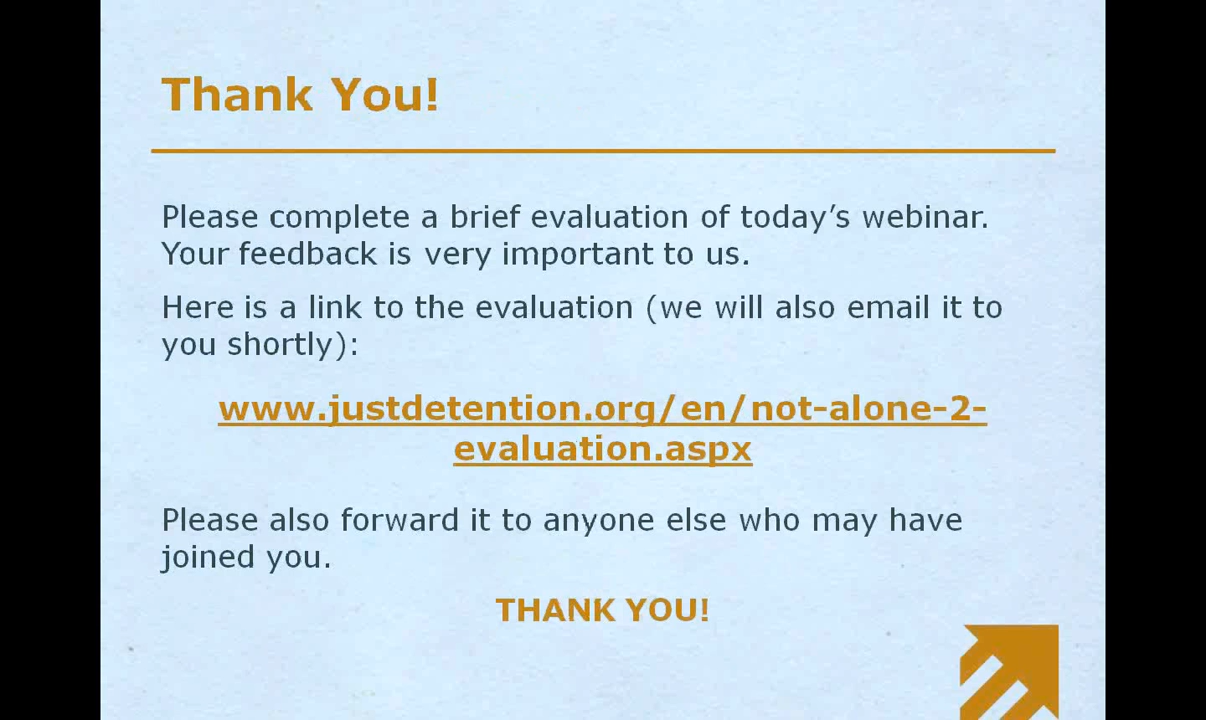 Thank You!
Please complete a brief evaluation of today’s webinar.
Your feedback is very important to us.
Here is a link to the evaluation (we will also email it to
you shortly):
www.justdetention.org/en/not-alone-2-
evaluation.aspx
Please also forward it to anyone else who may have
joined you.
THANK YOU!